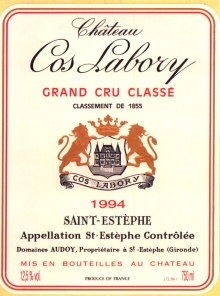 Château
Cos Labory
GRAND CRU CLASSÉ
CLASSEMENT DE 1855
COS LABORY
1994
SAINT-ESTÈPHE
Appellation St-Estèphe Contrôlée
Domaines AUDOY, Propriétaire à St-Estèphe (Gironde)
MIS EN BOUTEILLES AU CHATEAU
12,5 % vol.
PRODUCE OF FRANCE
750 ml